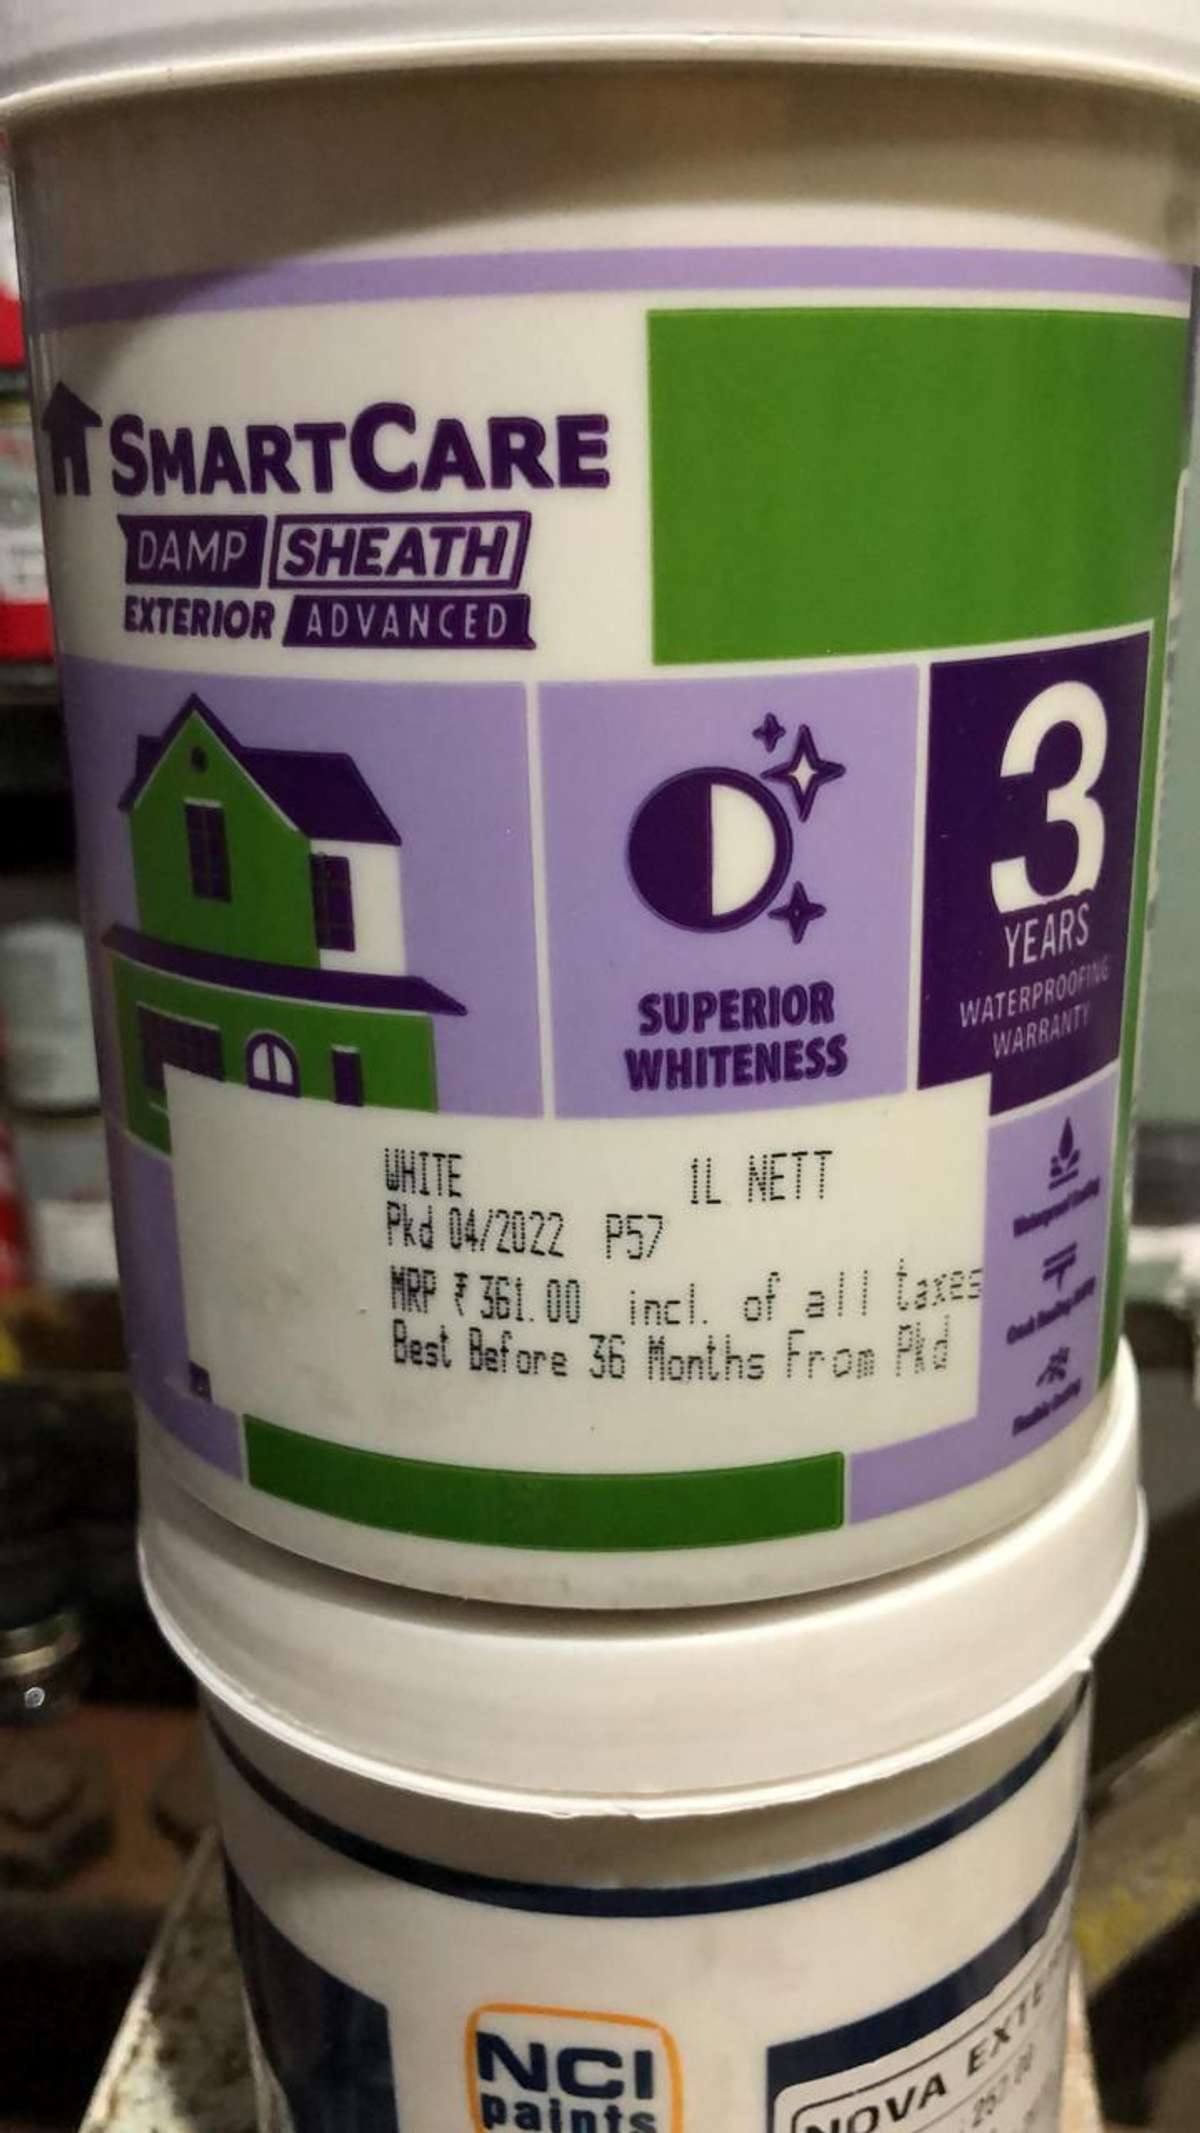 SMARTCARE
DAMP SHEATH
EXTERIOR ADVANCED
3
YEARS
WATERPROOFING
WARRANTY
SUPERIOR
WHITENESS
WHITE 1L NETT
Pkd 04/2022 P57
MRP ₹ 361.00 incl. of all taxes
Best Before 36 Months From Pkd
NCI
paints
NOVA